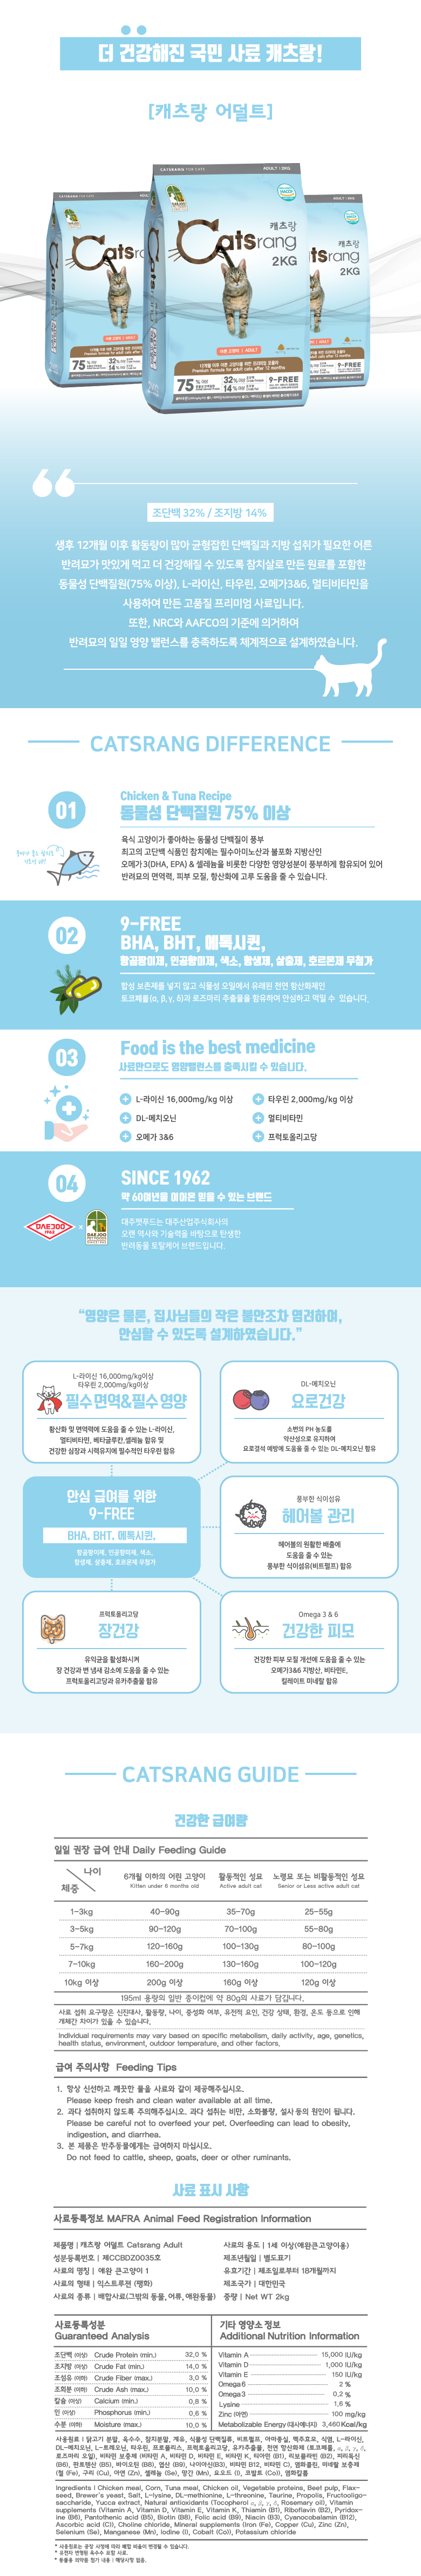 더 건강해진 국민 사료 캐츠랑!
[캐츠랑 어덜트]
CATSRANG FOR CATS
ADULT | 2KG
캐츠랑
Catsrang
2KG
어른 고양이 | ADULT
12개월 이후 어른 고양이용 프리미엄 사료
Premium formula for adult cats after 12 months
75% 이상
32% 이상
14% 이상
9-FREE
조단백 32% / 조지방 14%
생후 12개월 이후 활동량이 많아 균형잡힌 단백질과 지방 섭취가 필요한 어른
반려묘가 맛있게 먹고 더 건강해질 수 있도록 참치살로 만든 원료를 포함한
동물성 단백질원(75% 이상), L-라이신, 타우린, 오메가3&6, 멀티비타민을
사용하여 만든 고품질 프리미엄 사료입니다.
또한, NRC와 AAFCO의 기준에 의거하여
반려묘의 일일 영양 밸런스를 충족하도록 체계적으로 설계하였습니다.
CATSRANG DIFFERENCE
01
Chicken & Tuna Recipe
동물성 단백질원 75% 이상
육식 고양이가 좋아하는 동물성 단백질이 풍부
최고의 고단백 식품인 참치에는 필수아미노산과 불포화 지방산인
오메가 3(DHA, EPA) & 셀레늄을 비롯한 다양한 영양성분이 풍부하게 함유되어 있어
반려묘의 면역력, 피부 모질, 항산화에 고루 도움을 줄 수 있습니다.
02
9-FREE
BHA, BHT, 에톡시퀸,
항곰팡이제, 인공향미제, 색소, 항생제, 살충제, 호르몬제 무첨가
합성 보존제를 넣지 않고 식물성 오일에서 유래된 천연 항산화제인
토코페롤(α, β, γ, δ)과 로즈마리 추출물을 함유하여 안심하고 먹일 수 있습니다.
03
Food is the best medicine
사료만으로도 영양밸런스를 충족시킬 수 있습니다.
L-라이신 16,000mg/kg 이상
타우린 2,000mg/kg 이상
DL-메치오닌
멀티비타민
오메가 3&6
프럭토올리고당
04
SINCE 1962
약 60여년을 이어온 믿을 수 있는 브랜드
DAEJOO
1962
×
DAEJOO
대주펫푸드는 대주산업주식회사의
오랜 역사와 기술력을 바탕으로 탄생한
반려동물 토탈케어 브랜드입니다.
“영양은 물론, 집사님들의 작은 불만조차 염려하여,
안심할 수 있도록 설계하였습니다.”
L-라이신 16,000mg/kg이상
타우린 2,000mg/kg이상
필수 면역&필수 영양
항산화 및 면역력에 도움을 줄 수 있는 L-라이신,
멀티비타민, 베타글루칸,셀레늄 함유 및
건강한 심장과 시력유지에 필수적인 타우린 함유
DL-메치오닌
요로건강
소변의 PH 농도를
약산성으로 유지하여
요로결석 예방에 도움을 줄 수 있는 DL-메치오닌 함유
안심 급여를 위한
9-FREE
BHA, BHT, 에톡시퀸,
항곰팡이제, 인공향미제, 색소,
항생제, 살충제, 호르몬제 무첨가
풍부한 식이섬유
헤어볼 관리
헤어볼의 원활한 배출에
도움을 줄 수 있는
풍부한 식이섬유(비트펄프) 함유
프럭토올리고당
장건강
유익균을 활성화시켜
장 건강과 변 냄새 감소에 도움을 줄 수 있는
프럭토올리고당과 유카추출물 함유
Omega 3 & 6
건강한 피모
건강한 피부 모질 개선에 도움을 줄 수 있는
오메가3&6 지방산, 비타민E,
킬레이트 미네랄 함유
CATSRANG GUIDE
건강한 급여량
일일 권장 급여 안내 Daily Feeding Guide
나이
체중
6개월 이하의 어린 고양이
Kitten under 6 months old
활동적인 성묘
Active adult cat
노령묘 또는 비활동적인 성묘
Senior or Less active adult cat
1-3kg 40-90g 35-70g 25-55g
3-5kg 90-120g 70-100g 55-80g
5-7kg 120-160g 100-130g 80-100g
7-10kg 160-200g 130-160g 100-120g
10kg 이상 200g 이상 160g 이상 120g 이상
195ml 용량의 일반 종이컵에 약 80g의 사료가 담깁니다.
사료 섭취 요구량은 신진대사, 활동량, 나이, 중성화 여부, 유전적 요인, 건강 상태, 환경, 온도 등으로 인해
개체간 차이가 있을 수 있습니다.
Individual requirements may vary based on specific metabolism, daily activity, age, genetics,
health status, environment, outdoor temperature, and other factors.
급여 주의사항 Feeding Tips
1. 항상 신선하고 깨끗한 물을 사료와 같이 제공해주십시오.
Please keep fresh and clean water available at all time.
2. 과다 섭취하지 않도록 주의해주십시오. 과다 섭취는 비만, 소화불량, 설사 등의 원인이 됩니다.
Please be careful not to overfeed your pet. Overfeeding can lead to obesity,
indigestion, and diarrhea.
3. 본 제품은 반추동물에게는 급여하지 마십시오.
Do not feed to cattle, sheep, goats, deer or other ruminants.
사료 표시 사항
사료등록정보 MAFRA Animal Feed Registration Information
제품명 | 캐츠랑 어덜트 Catsrang Adult
사료의 용도 | 1세 이상(애완큰고양이용)
성분등록번호 | 제CCBDZ0035호
제조년월일 | 별도표기
사료의 명칭 | 애완 큰고양이 1
유효기간 | 제조일로부터 18개월까지
사료의 형태 | 익스트루전 (팽화)
제조국가 | 대한민국
사료의 종류 | 배합사료(그밖의 동물, 어류, 애완동물)
중량 | Net WT 2kg
사료등록성분
Guaranteed Analysis
기타 영양소 정보
Additional Nutrition Information
조단백 (이상) Crude Protein (min.) 32.0 %
조지방 (이상) Crude Fat (min.) 14.0 %
조섬유 (이하) Crude Fiber (max.) 3.0 %
조회분 (이하) Crude Ash (max.) 10.0 %
칼슘 (이상) Calcium (min.) 0.8 %
인 (이상) Phosphorus (min.) 0.6 %
수분 (이하) Moisture (max.) 10.0 %
Vitamin A 15,000 IU/kg
Vitamin D 1,000 IU/kg
Vitamin E 150 IU/kg
Omega6 2 %
Omega3 0.2 %
Lysine 1.6 %
Zinc (아연) 100 mg/kg
Metabolizable Energy (대사에너지) 3,460 Kcal/kg
사용원료 | 닭고기 분말, 옥수수, 참치분말, 계유, 식물성 단백질류, 비트펄프, 아마종실, 맥주효모, 식염, L-라이신,
DL-메치오닌, L-트레오닌, 타우린, 프로폴리스, 프럭토올리고당, 유카추출물, 천연 항산화제 (토코페롤, α, β, γ, δ,
로즈마리 오일), 비타민 보충제 (비타민 A, 비타민 D, 비타민 E, 비타민 K, 티아민 (B1), 리보플라빈 (B2), 피리독신
(B6), 판토텐산 (B5), 바이오틴 (B8), 엽산 (B9), 나이아신(B3), 비타민 B12, 비타민 C), 염화콜린, 미네랄 보충제
(철 (Fe), 구리 (Cu), 아연 (Zn), 셀레늄 (Se), 망간 (Mn), 요오드 (I), 코발트 (Co)), 염화칼륨
Ingredients | Chicken meal, Corn, Tuna meal, Chicken oil, Vegetable proteins, Beet pulp, Flax-
seed, Brewer's yeast, Salt, L-lysine, DL-methionine, L-threonine, Taurine, Propolis, Fructooligo-
saccharide, Yucca extract, Natural antioxidants (Tocopherol α, β, γ, δ, Rosemary oil), Vitamin
supplements (Vitamin A, Vitamin D, Vitamin E, Vitamin K, Thiamin (B1), Riboflavin (B2), Pyridox-
ine (B6), Pantothenic acid (B5), Biotin (B8), Folic acid (B9), Niacin (B3), Cyanocobalamin (B12),
Ascorbic acid (C)), Choline chloride, Mineral supplements (Iron (Fe), Copper (Cu), Zinc (Zn),
Selenium (Se), Manganese (Mn), Iodine (I), Cobalt (Co)), Potassium chloride
* 사용원료는 공장 사정에 따라 배합 비율이 변경될 수 있습니다.
* 유전자 변형된 옥수수 포함 사료.
* 동물용 의약품 첨가 내용 : 해당사항 없음.